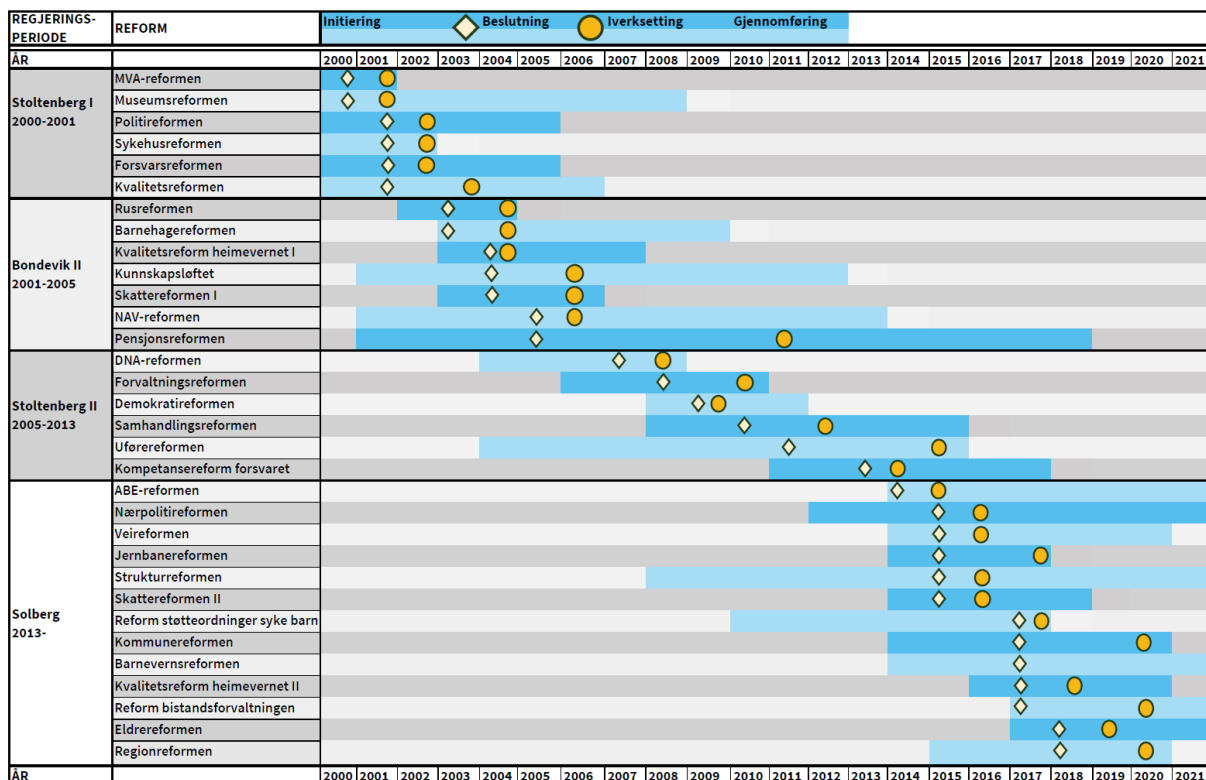 REGJERINGS-
PERIODE
REFORM
Initiering Beslutning Iverksetting Gjennomføring
ÅR 2000 2001 2002 2003 2004 2005 2006 2007 2008 2009 2010 2011 2012 2013 2014 2015 2016 2017 2018 2019 2020 2021
Stoltenberg I
2000-2001
MVA-reformen
Museumsreformen
Politireformen
Sykehusreformen
Forsvarsreformen
Kvalitetsreformen
Bondevik II
2001-2005
Rusreformen
Barnehagereformen
Kvalitetsreform heimevernet I
Kunnskapsløftet
Skattereformen I
NAV-reformen
Pensjonsreformen
Stoltenberg II
2005-2013
DNA-reformen
Forvaltningsreformen
Demokratireformen
Samhandlingsreformen
Uførereformen
Kompetansereform forsvaret
Solberg
2013-
ABE-reformen
Nærpolitireformen
Veireformen
Jernbanereformen
Strukturreformen
Skattereformen II
Reform støtteordninger syke barn
Kommunereformen
Barnevernsreformen
Kvalitetsreform heimevernet II
Reform bistandsforvaltningen
Eldrereformen
Regionreformen
ÅR 2000 2001 2002 2003 2004 2005 2006 2007 2008 2009 2010 2011 2012 2013 2014 2015 2016 2017 2018 2019 2020 2021